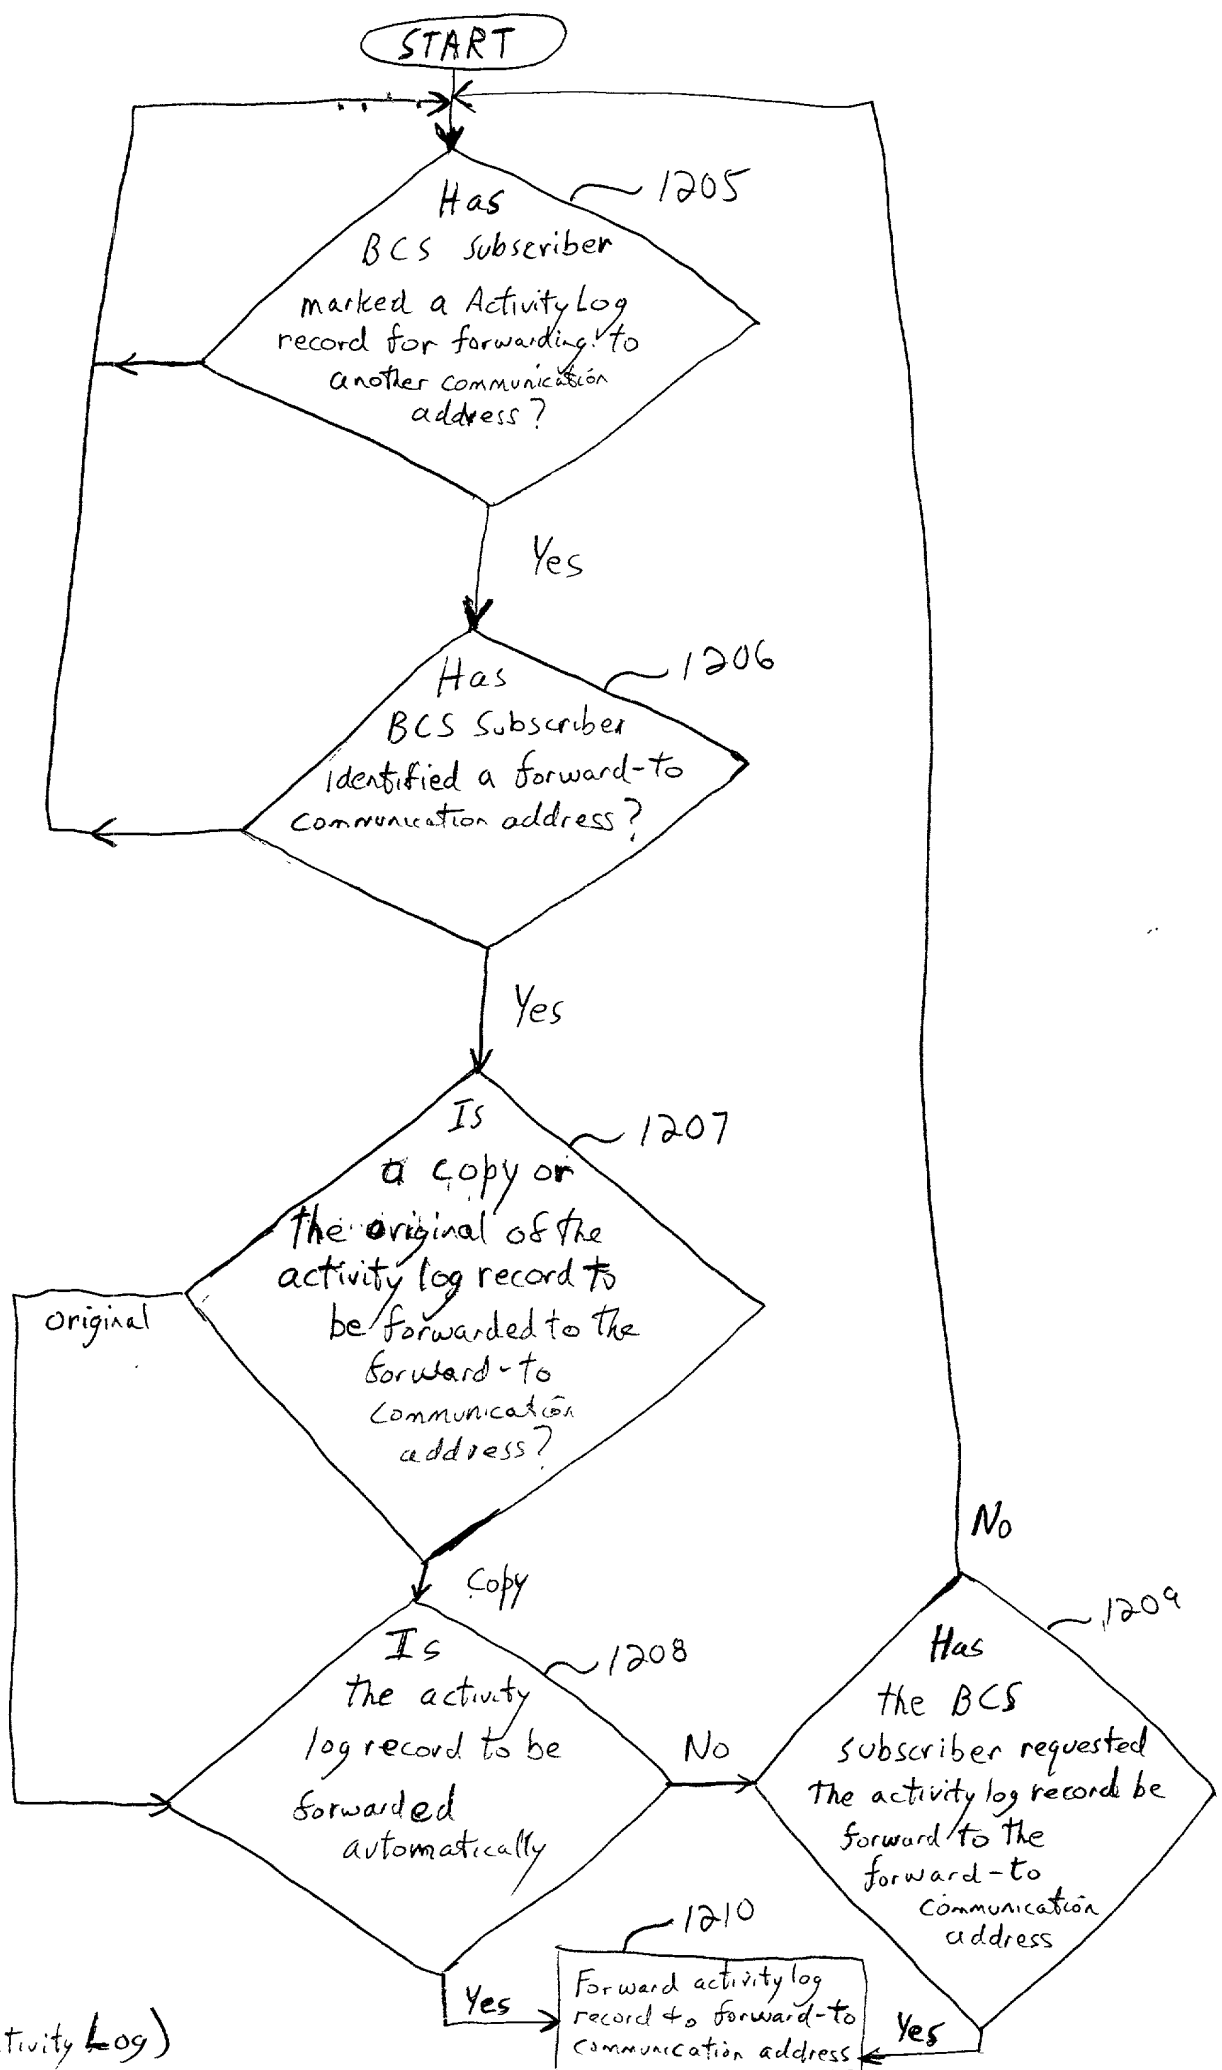 START
1205
Has
BCS Subscriber
marked a Activity Log
record for forwarding to
another communication
address?
Yes
1206
Has
BCS Subscriber
identified a forward-to
communication address?
Yes
1207
Is
a copy or
the original of the
activity log record to
be forwarded to the
forward-to
communication
address?
original
Copy
No
1208
Is
the activity
log record to be
forwarded
automatically
No
1209
Has
the BCS
subscriber requested
the activity log record be
forward to the
forward-to
communication
address
1210
Yes
Forward activity log
record to forward-to
communication address
Yes
tivity Log)